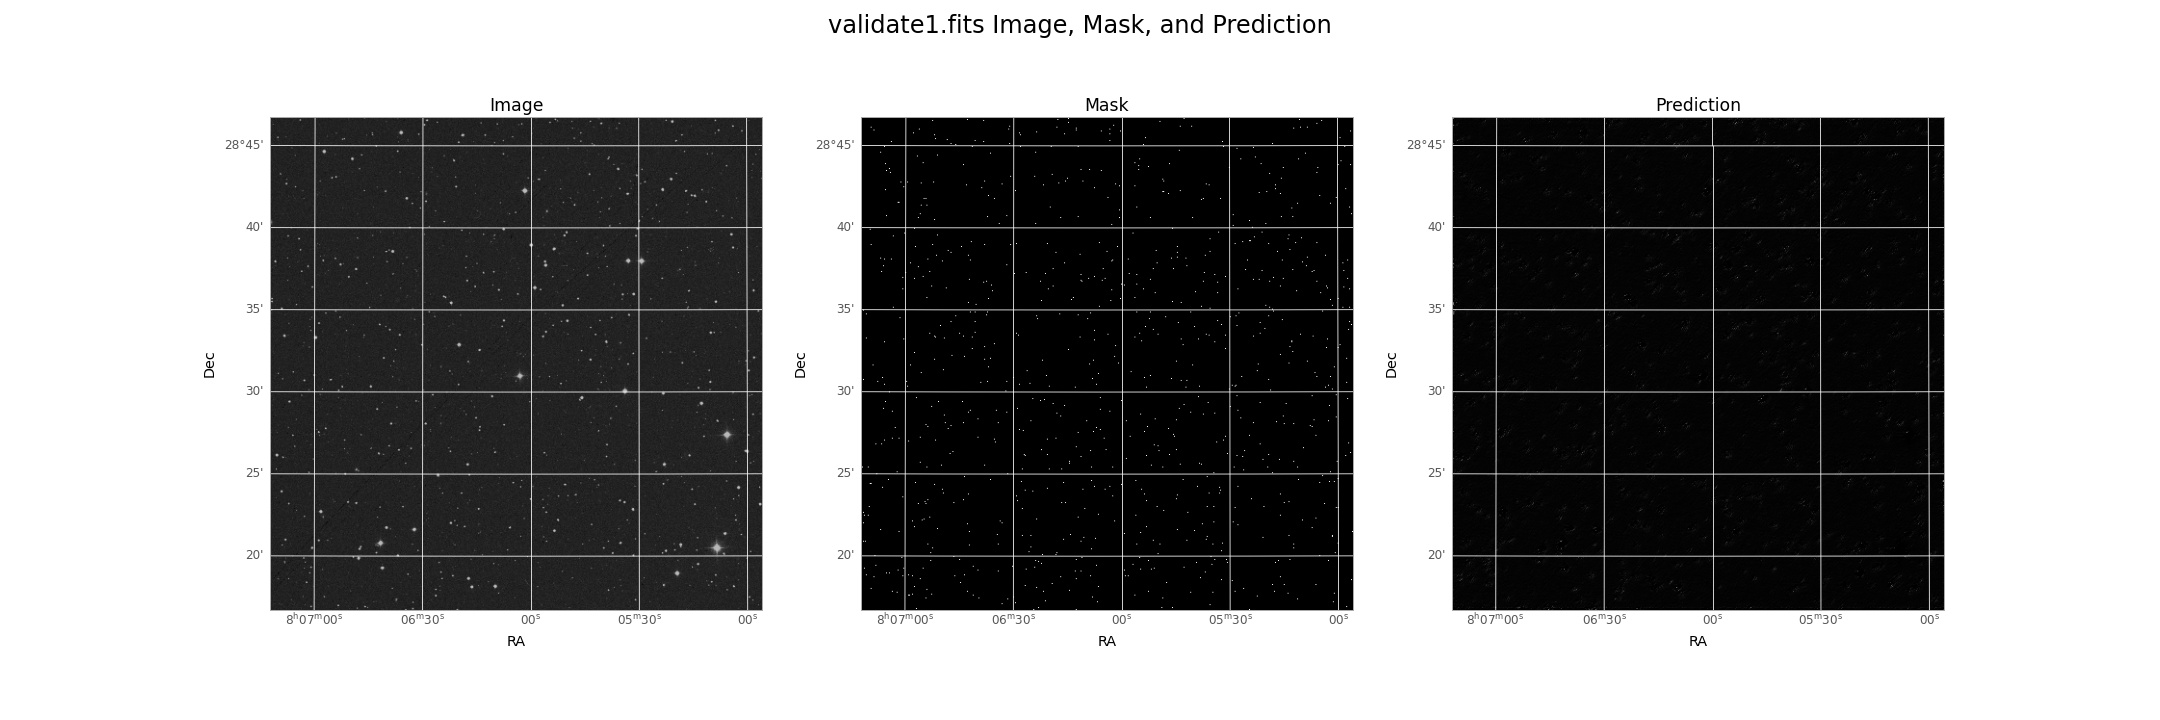 validate1.fits Image, Mask, and Prediction
Image
28°45'
40'
35'
30'
25'
20'
Dec
8ʰ07ᵐ00ˢ 06ᵐ30ˢ 00ˢ 05ᵐ30ˢ 00ˢ
RA
Mask
28°45'
40'
35'
30'
25'
20'
Dec
8ʰ07ᵐ00ˢ 06ᵐ30ˢ 00ˢ 05ᵐ30ˢ 00ˢ
RA
Prediction
28°45'
40'
35'
30'
25'
20'
Dec
8ʰ07ᵐ00ˢ 06ᵐ30ˢ 00ˢ 05ᵐ30ˢ 00ˢ
RA